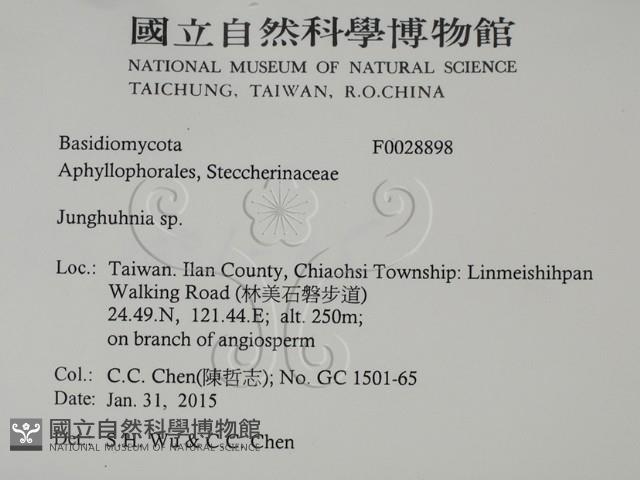 國立自然科學博物館
NATIONAL MUSEUM OF NATURAL SCIENCE
TAICHUNG, TAIWAN, R.O.CHINA
Basidiomycota F0028898
Aphyllophorales, Steccherinaceae
Junghuhnia sp.
Loc.: Taiwan. Ilan County, Chiaohsi Township: Linmeishihpan
Walking Road (林美石磐步道)
24.49.N, 121.44.E; alt. 250m;
on branch of angiosperm
Col.: C.C. Chen(陳哲志); No. GC 1501-65
Date: Jan. 31, 2015
Det.: S.H. Wu & C.C. Chen
國立自然科學博物館
NATIONAL MUSEUM OF NATURAL SCIENCE